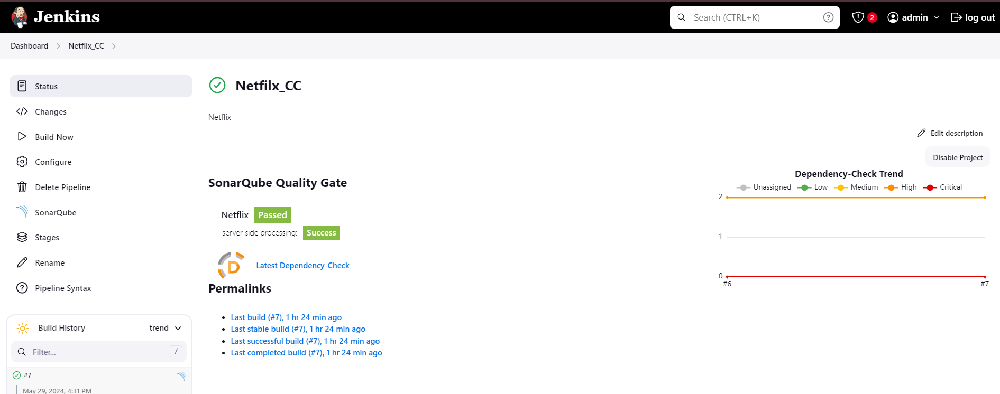 Jenkins
Search (CTRL+K)
?
2
admin
log out
Dashboard
Netfilx_CC
Status
Changes
Build Now
Configure
Delete Pipeline
SonarQube
Stages
Rename
Pipeline Syntax
Build History
trend
Filter...
/
#7
May 29, 2024, 4:31 PM
Netfilx_CC
Netflix
Edit description
Disable Project
SonarQube Quality Gate
Netflix Passed
server-side processing: Success
D
Latest Dependency-Check
Permalinks
Last build (#7), 1 hr 24 min ago
Last stable build (#7), 1 hr 24 min ago
Last successful build (#7), 1 hr 24 min ago
Last completed build (#7), 1 hr 24 min ago
Dependency-Check Trend
Unassigned Low Medium High Critical
2
1
0
#6 #7